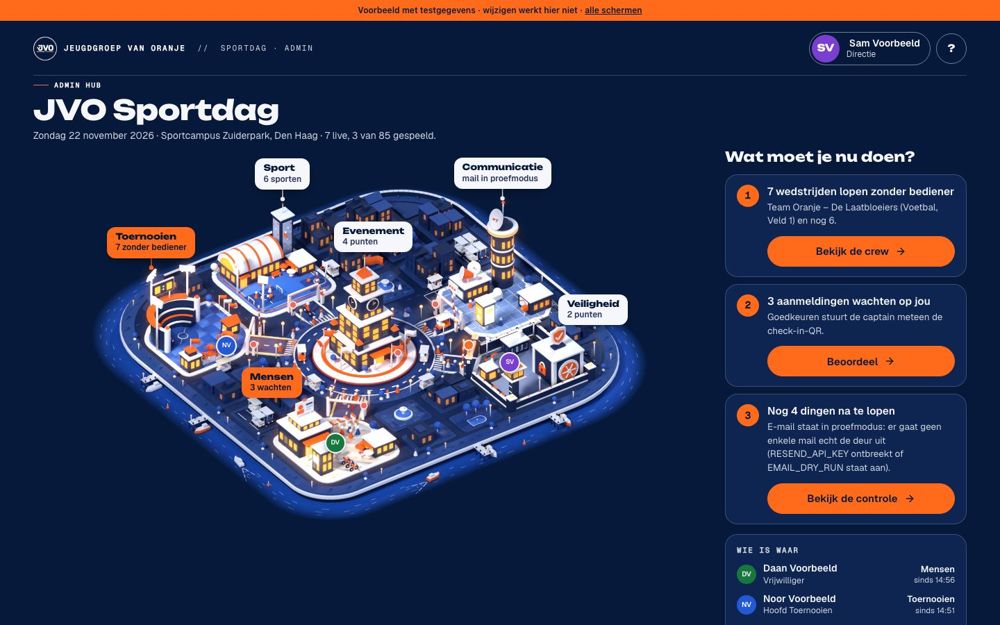 Voorbeeld met testgegevens · wijzigen werkt hier niet · alle schermen
JVO JEUGDGROEP VAN ORANJE // SPORTDAG · ADMIN
SV Sam Voorbeeld
Directie
?
ADMIN HUB
JVO Sportdag
Zondag 22 november 2026 · Sportcampus Zuiderpark, Den Haag · 7 live, 3 van 85 gespeeld.
Sport
6 sporten
Communicatie
mail in proefmodus
Toernooien
7 zonder bediener
Evenement
4 punten
Veiligheid
2 punten
NV
SV
Mensen
3 wachten
DV
Wat moet je nu doen?
1 7 wedstrijden lopen zonder bediener
Team Oranje – De Laatbloeiers (Voetbal,
Veld 1) en nog 6.
Bekijk de crew →
2 3 aanmeldingen wachten op jou
Goedkeuren stuurt de captain meteen de
check-in-QR.
Beoordeel →
3 Nog 4 dingen na te lopen
E-mail staat in proefmodus: er gaat geen
enkele mail echt de deur uit
(RESEND_API_KEY ontbreekt of
EMAIL_DRY_RUN staat aan).
Bekijk de controle →
WIE IS WAAR
DV Daan Voorbeeld Mensen
Vrijwilliger sinds 14:56
NV Noor Voorbeeld Toernooien
Hoofd Toernooien sinds 14:51